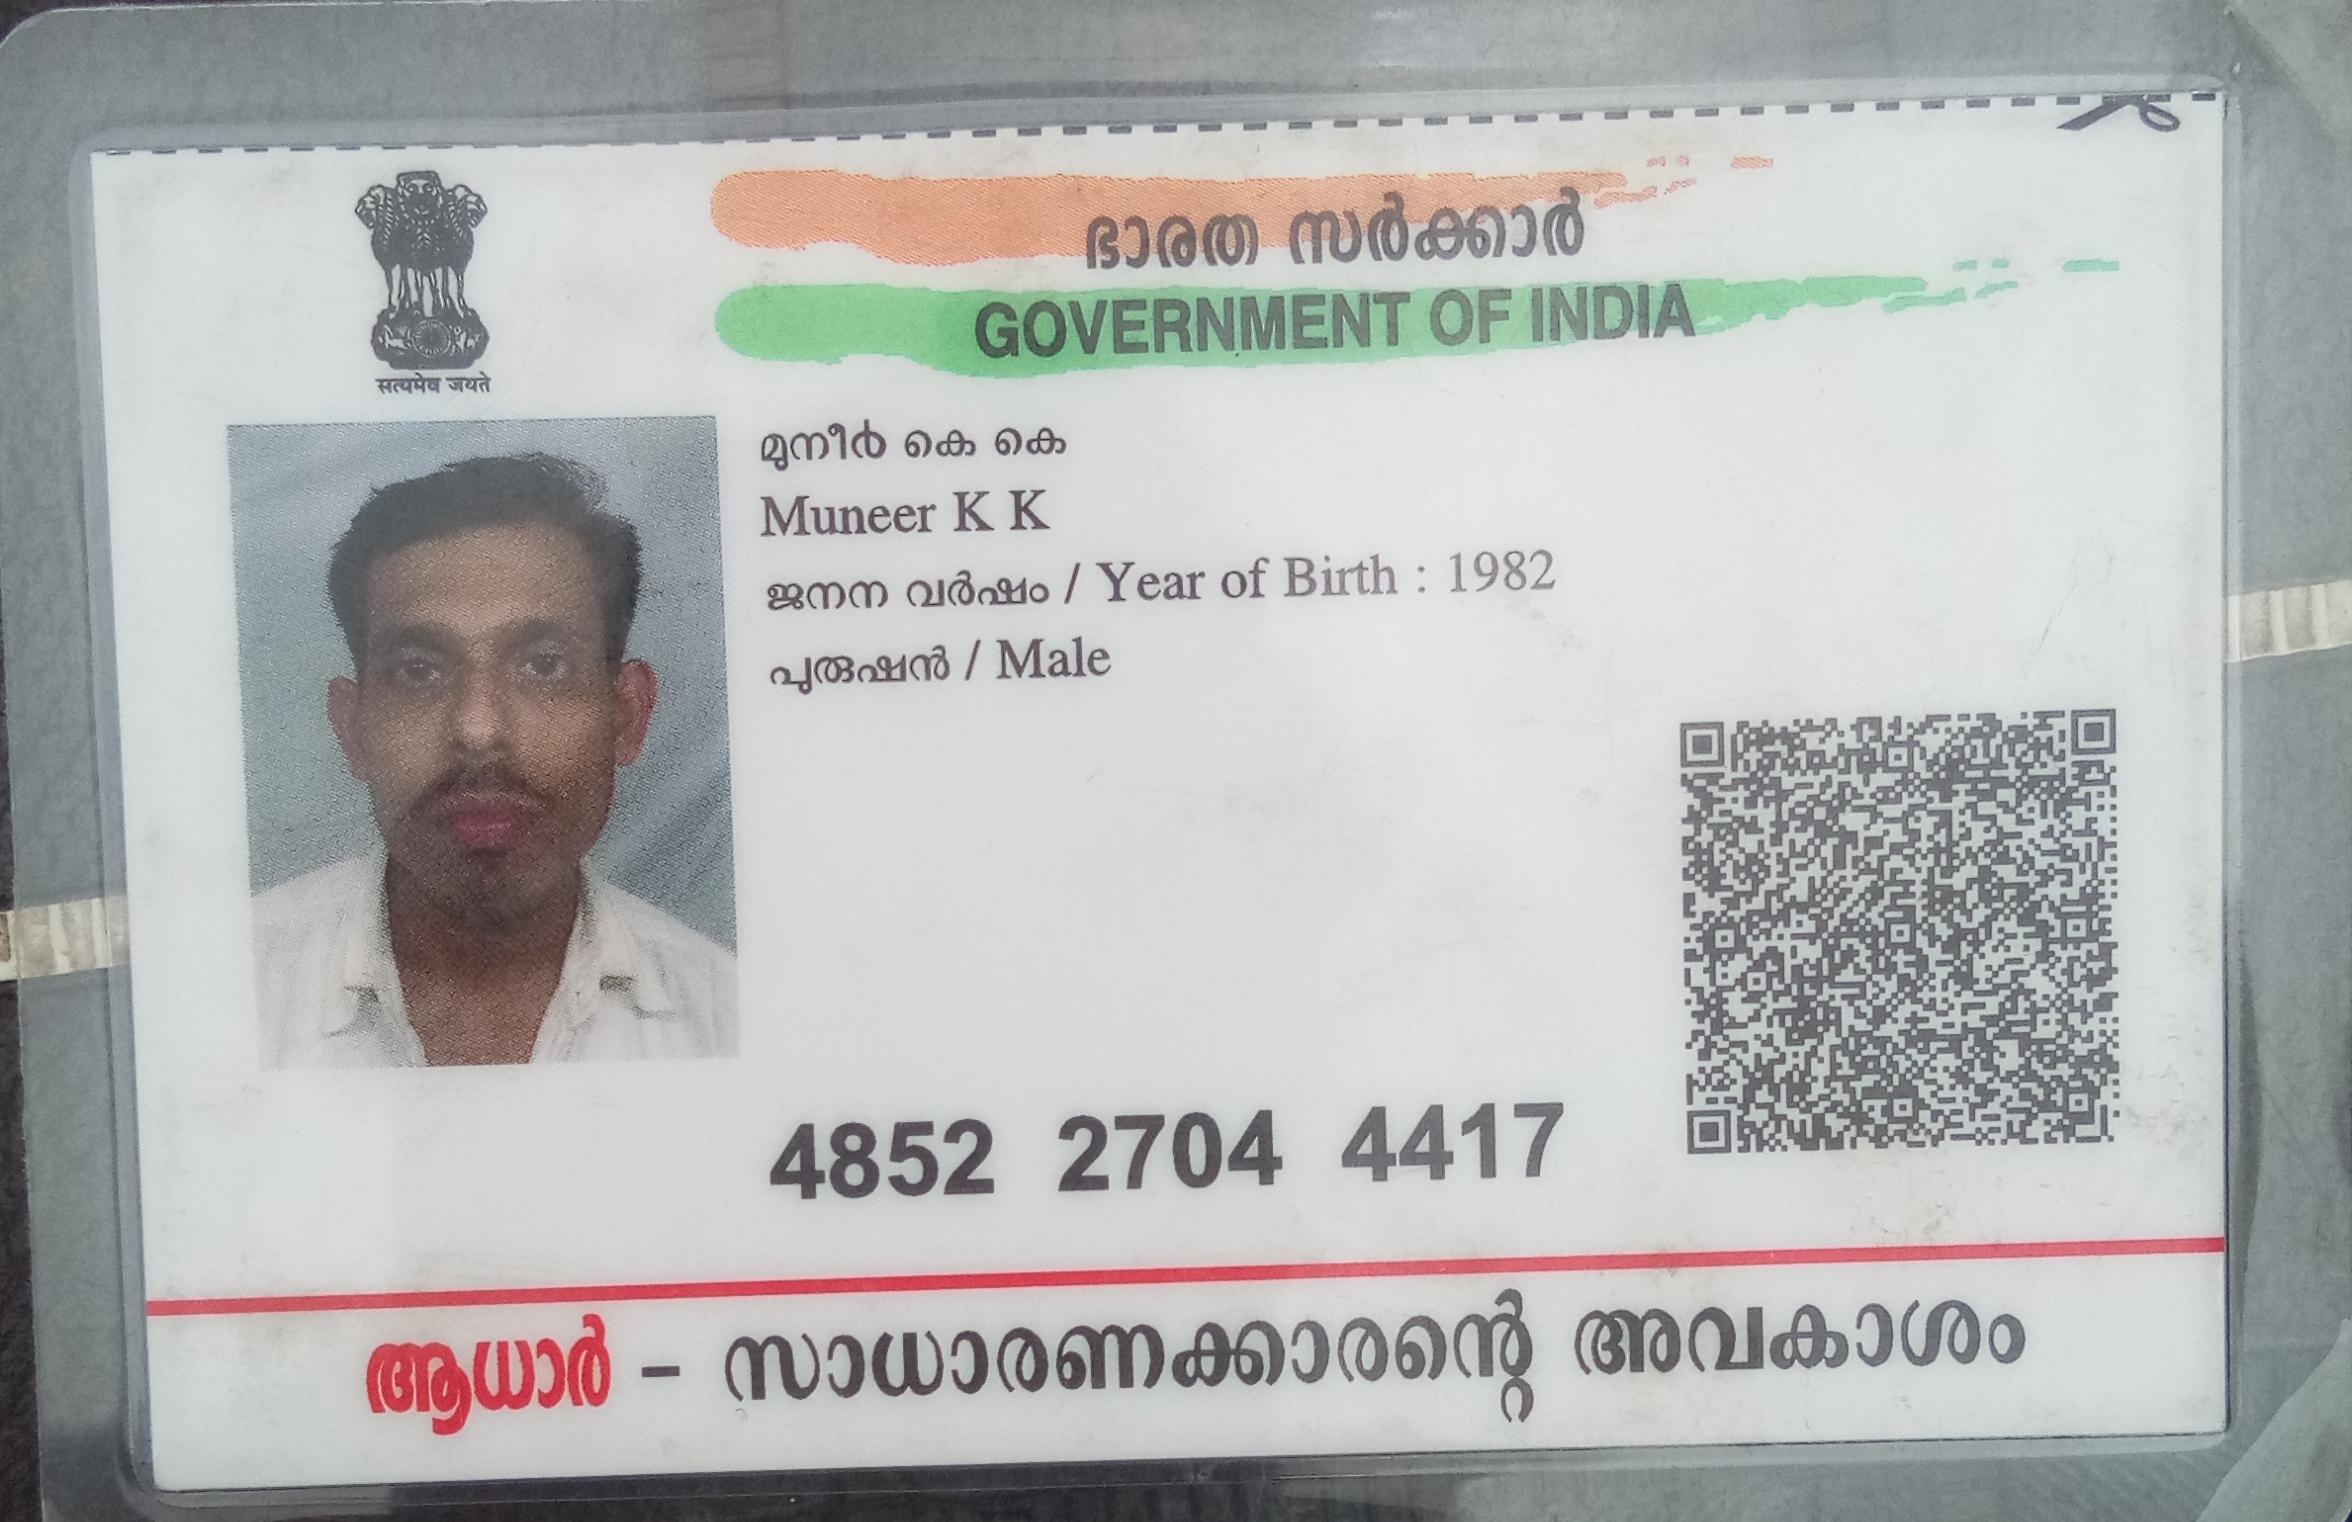 ഭാരത സർക്കാർ
GOVERNMENT OF INDIA
सत्यमेव जयते
മുനീർ കെ കെ
Muneer K K
ജനന വർഷം / Year of Birth : 1982
പുരുഷൻ / Male
4852 2704 4417
ആധാർ - സാധാരണക്കാരന്റെ അവകാശം